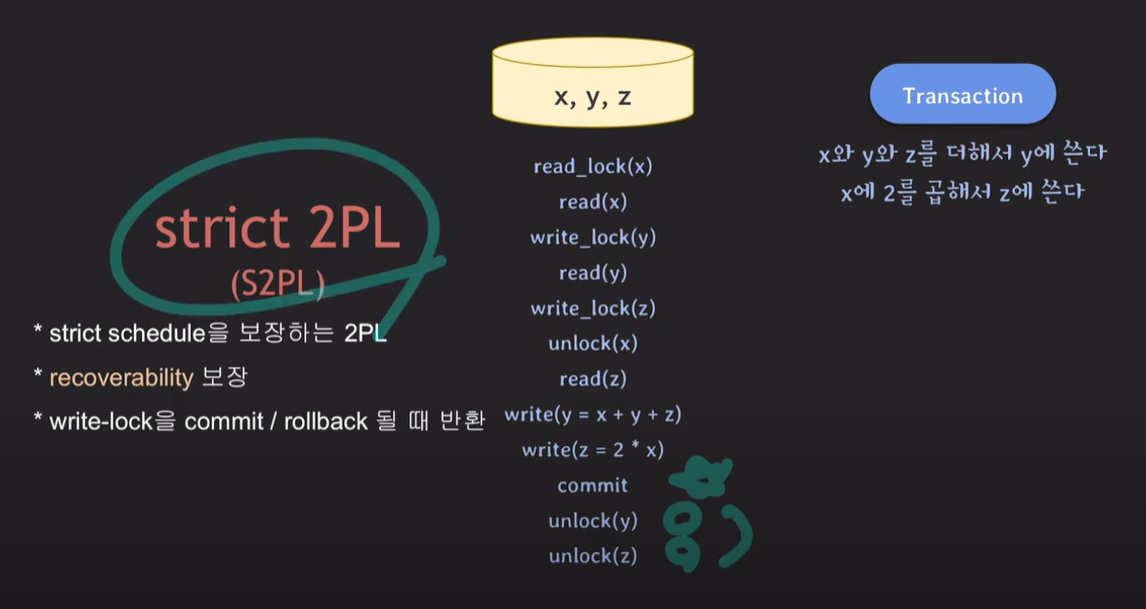 x, y, z
Transaction
x와 y와 z를 더해서 y에 쓴다
x에 2를 곱해서 z에 쓴다
strict 2PL
(S2PL)
* strict schedule을 보장하는 2PL
* recoverability 보장
* write-lock을 commit / rollback 될 때 반환
read_lock(x)
read(x)
write_lock(y)
read(y)
write_lock(z)
unlock(x)
read(z)
write(y = x + y + z)
write(z = 2 * x)
commit
unlock(y)
unlock(z)